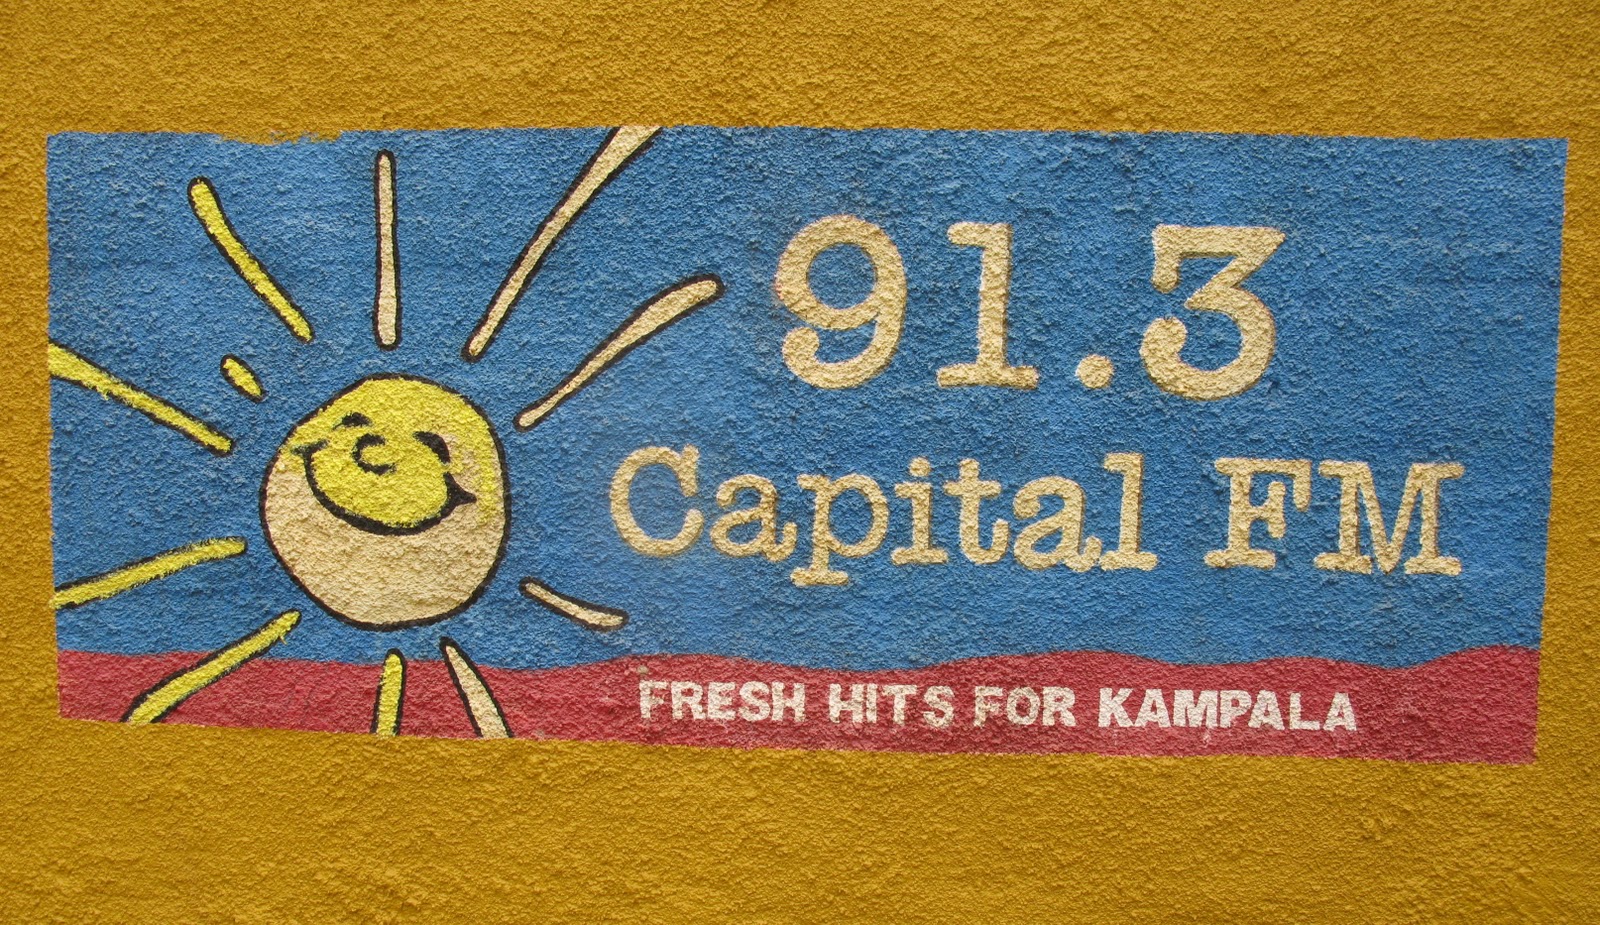 91.3
Capital FM
FRESH HITS FOR KAMPALA